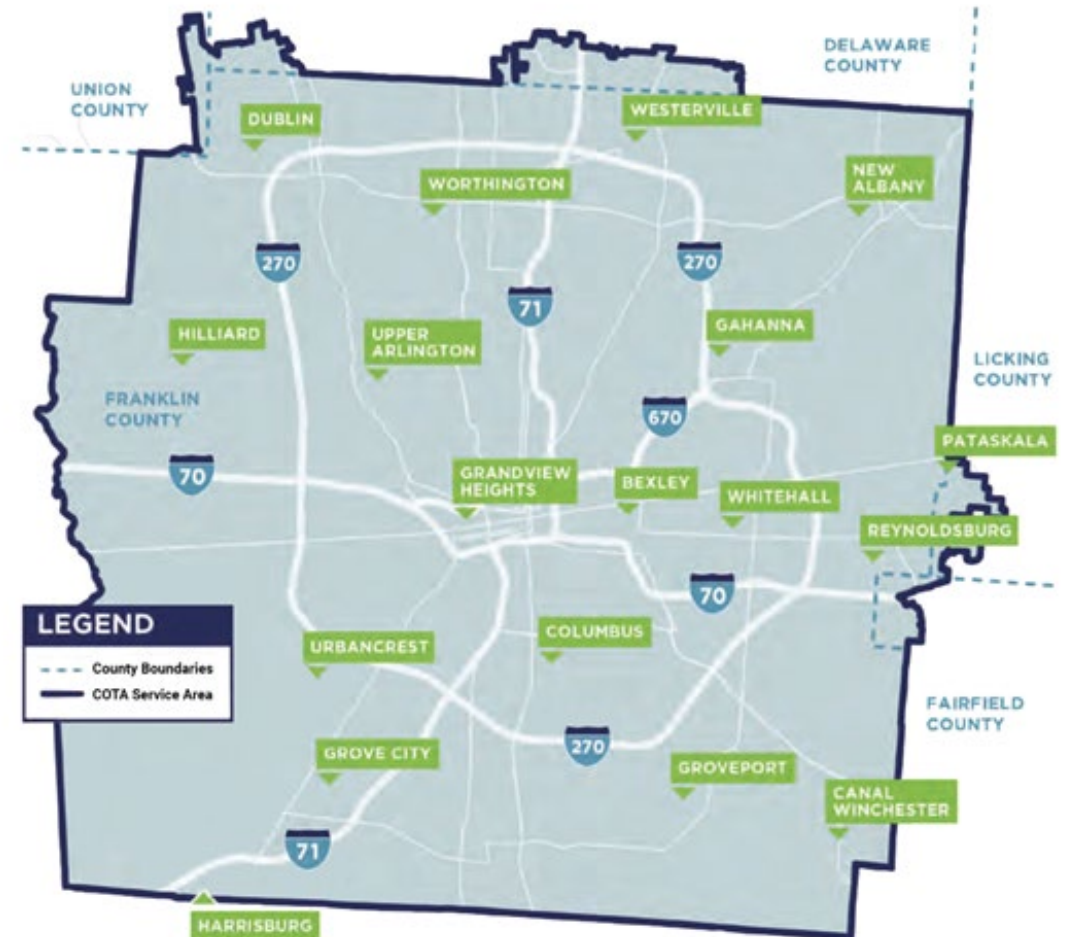 DELAWARE
COUNTY
UNION
COUNTY
DUBLIN
WESTERVILLE
WORTHINGTON
NEW
ALBANY
270
270
71
GAHANNA
HILLIARD
UPPER
ARLINGTON
LICKING
COUNTY
FRANKLIN
COUNTY
670
PATASKALA
70
GRANDVIEW
HEIGHTS
BEXLEY
WHITEHALL
REYNOLDSBURG
70
LEGEND
County Boundaries
COTA Service Area
COLUMBUS
URBANCREST
FAIRFIELD
COUNTY
270
GROVE CITY
GROVEPORT
CANAL
WINCHESTER
71
HARRISBURG